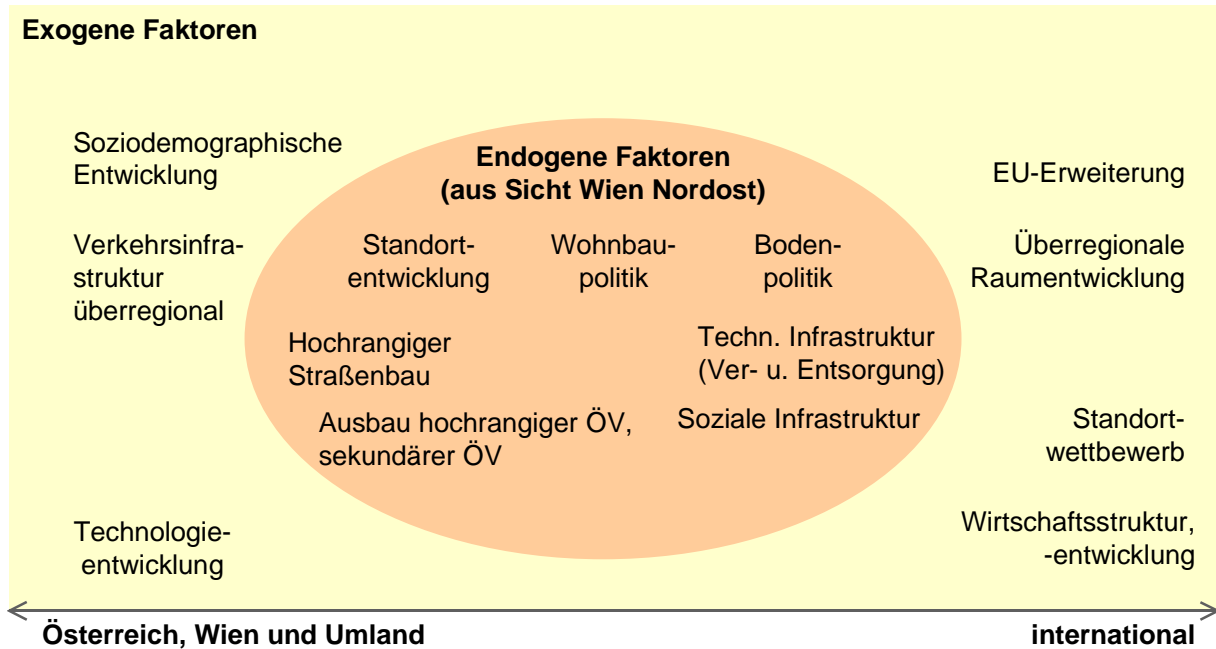 Exogene Faktoren
Soziodemographische
Entwicklung
Verkehrsinfra-
struktur
überregional
Technologie-
entwicklung
Endogene Faktoren
(aus Sicht Wien Nordost)
Standort-
entwicklung
Wohnbau-
politik
Boden-
politik
Hochrangiger
Straßenbau
Techn. Infrastruktur
(Ver- u. Entsorgung)
Ausbau hochrangiger ÖV,
sekundärer ÖV
Soziale Infrastruktur
EU-Erweiterung
Überregionale
Raumentwicklung
Standort-
wettbewerb
Wirtschaftsstruktur,
-entwicklung
Österreich, Wien und Umland
international